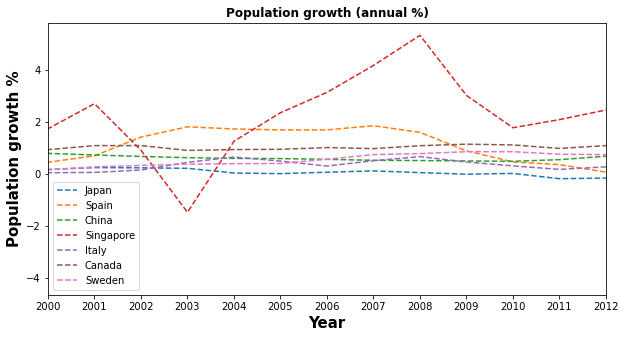 Population growth (annual %)
Population growth %
4
2
0
−2
−4
Japan
Spain
China
Singapore
Italy
Canada
Sweden
2000 2001 2002 2003 2004 2005 2006 2007 2008 2009 2010 2011 2012
Year